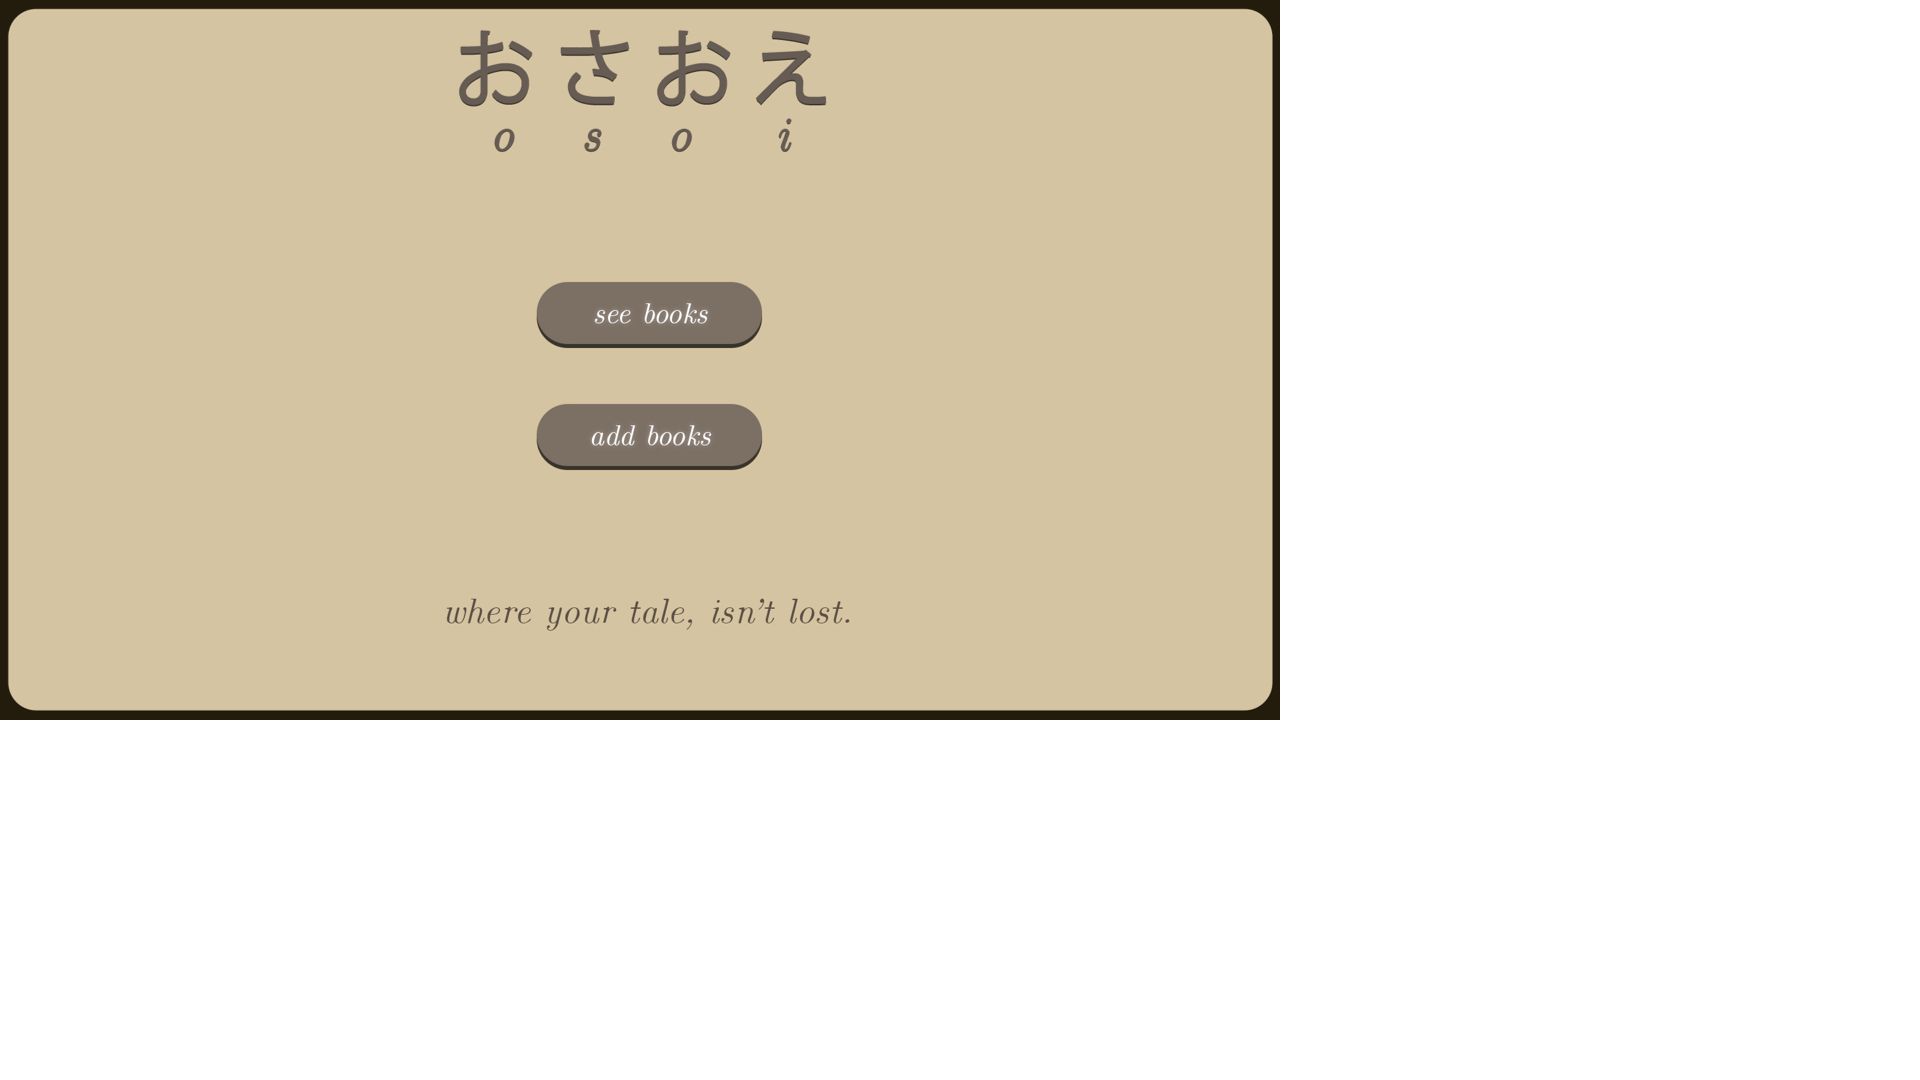 おさおえ
o s o i
see books
add books
where your tale, isn't lost.